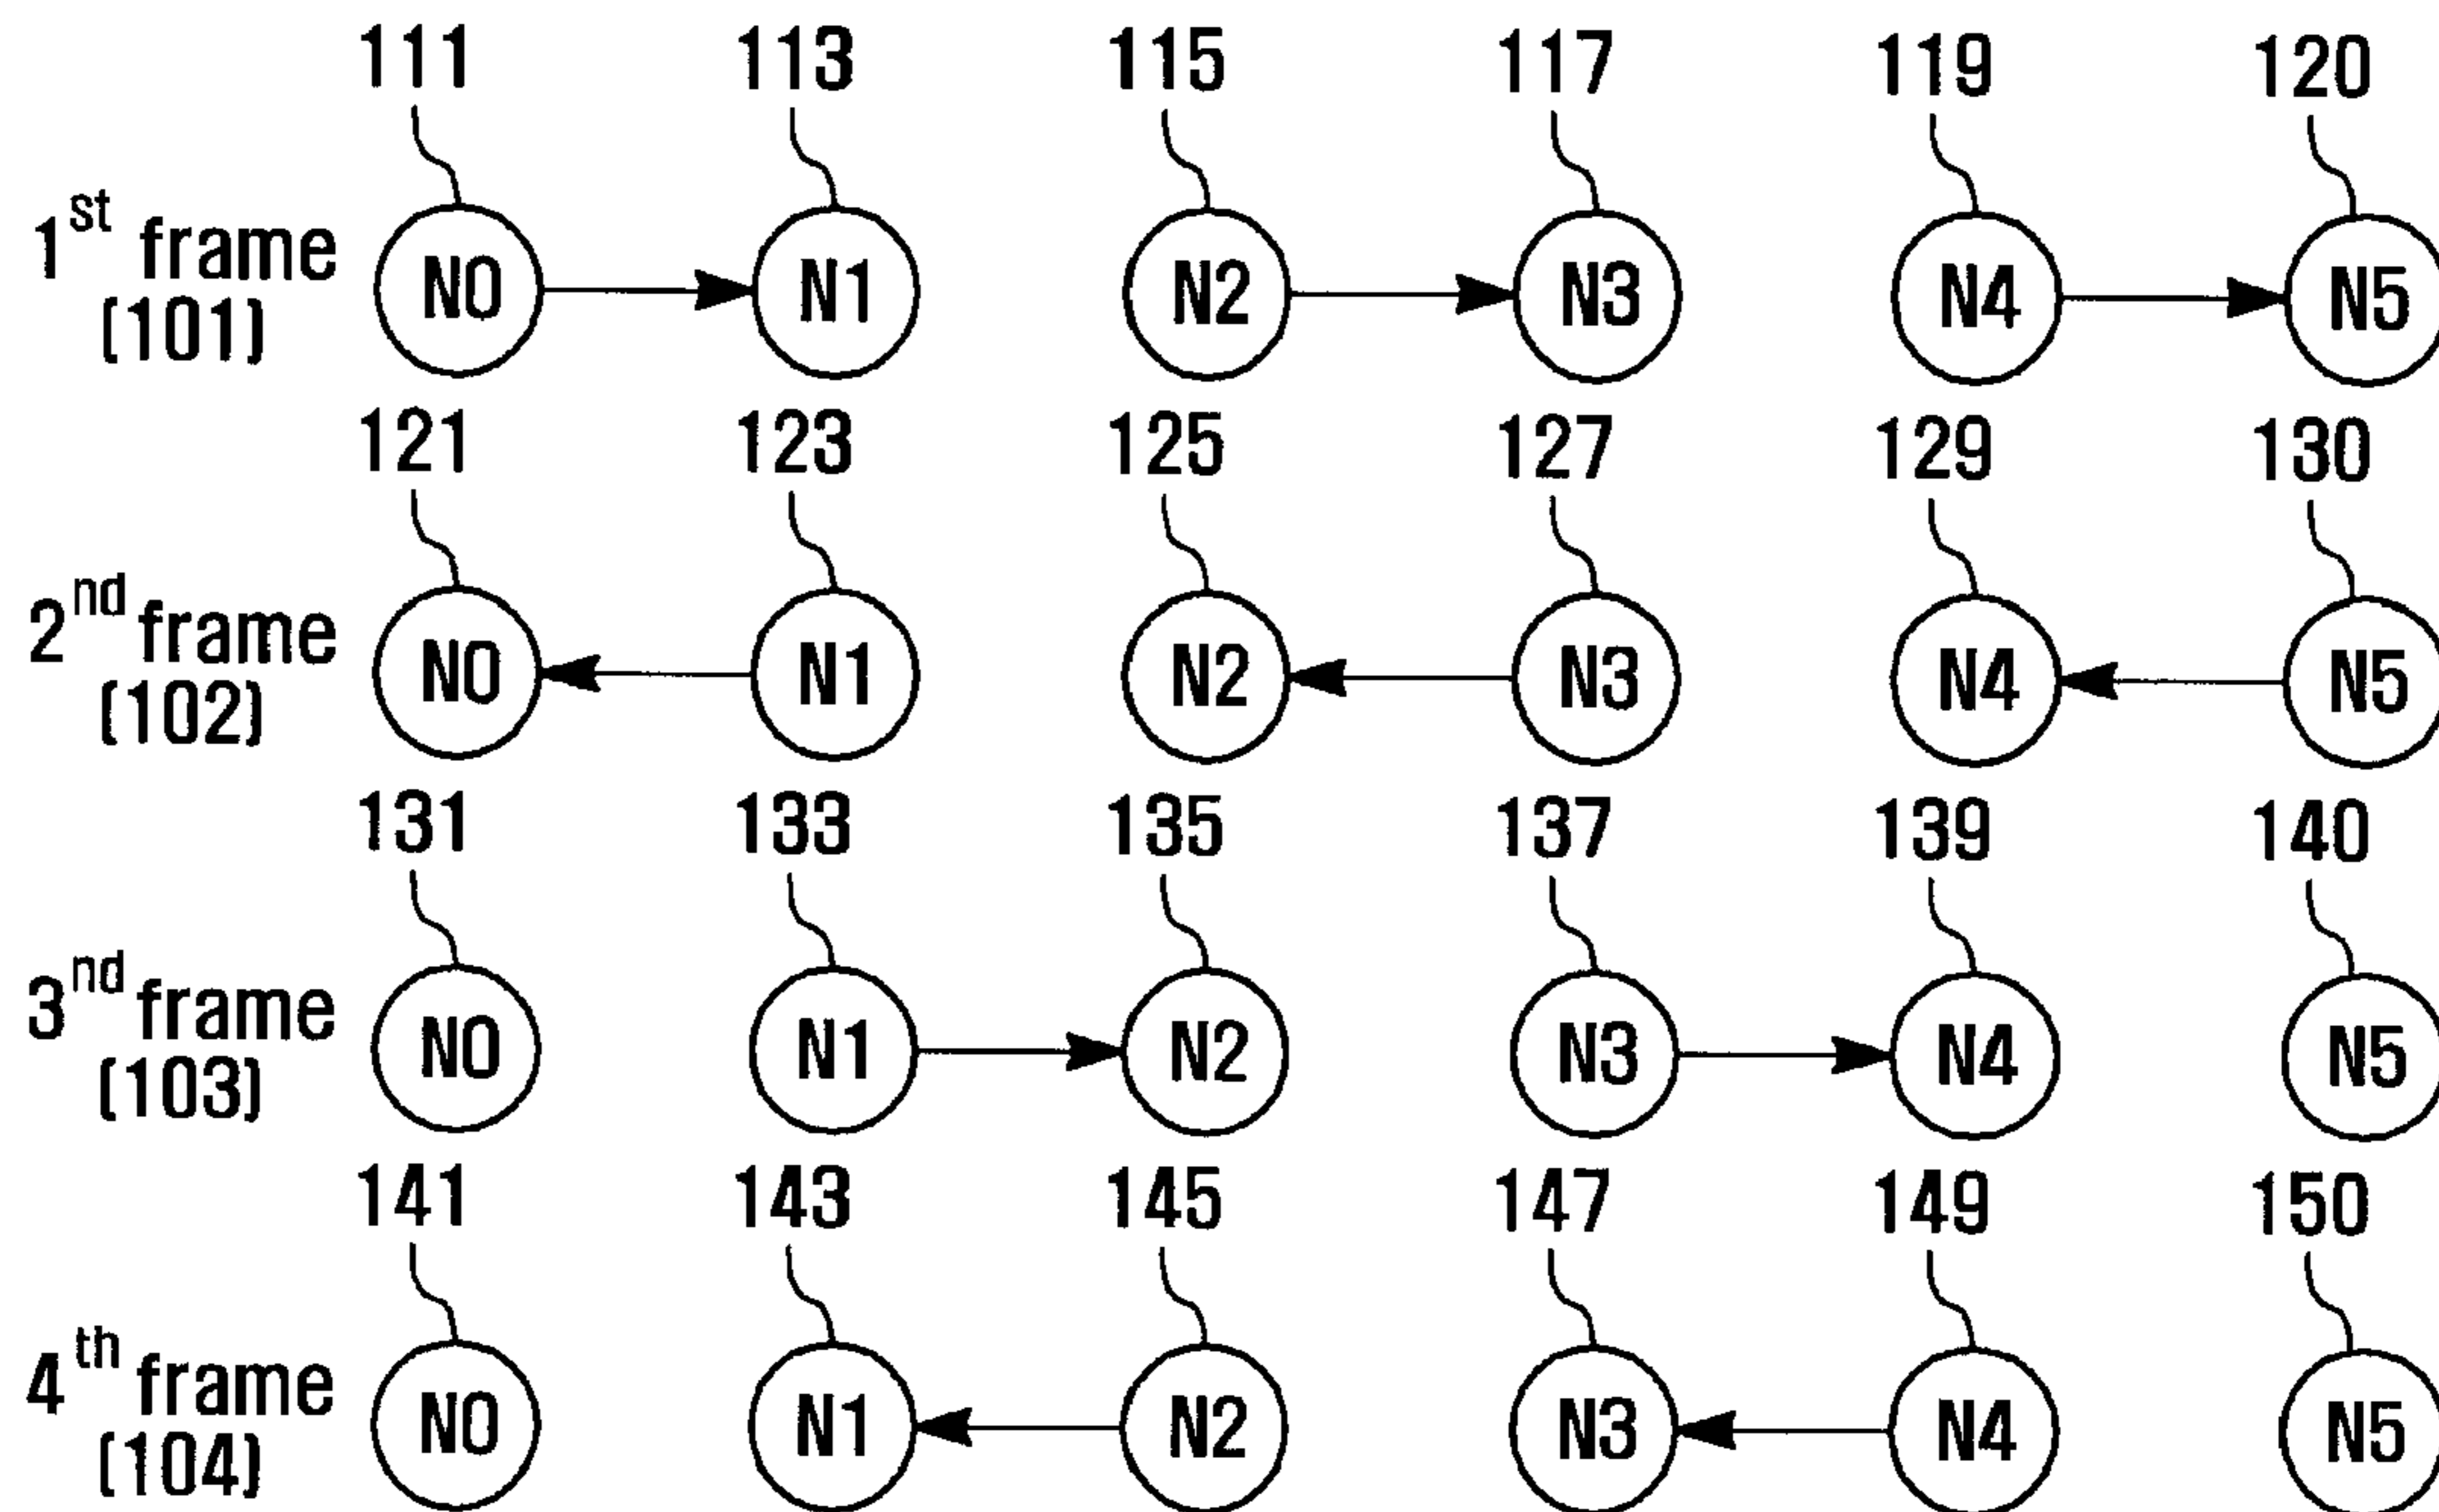 111 113 115 117 119 120
1st frame N0 N1 N2 N3 N4 N5
(101)
121 123 125 127 129 130
2nd frame N0 N1 N2 N3 N4 N5
(102)
131 133 135 137 139 140
3nd frame N0 N1 N2 N3 N4 N5
(103)
141 143 145 147 149 150
4th frame N0 N1 N2 N3 N4 N5
(104)